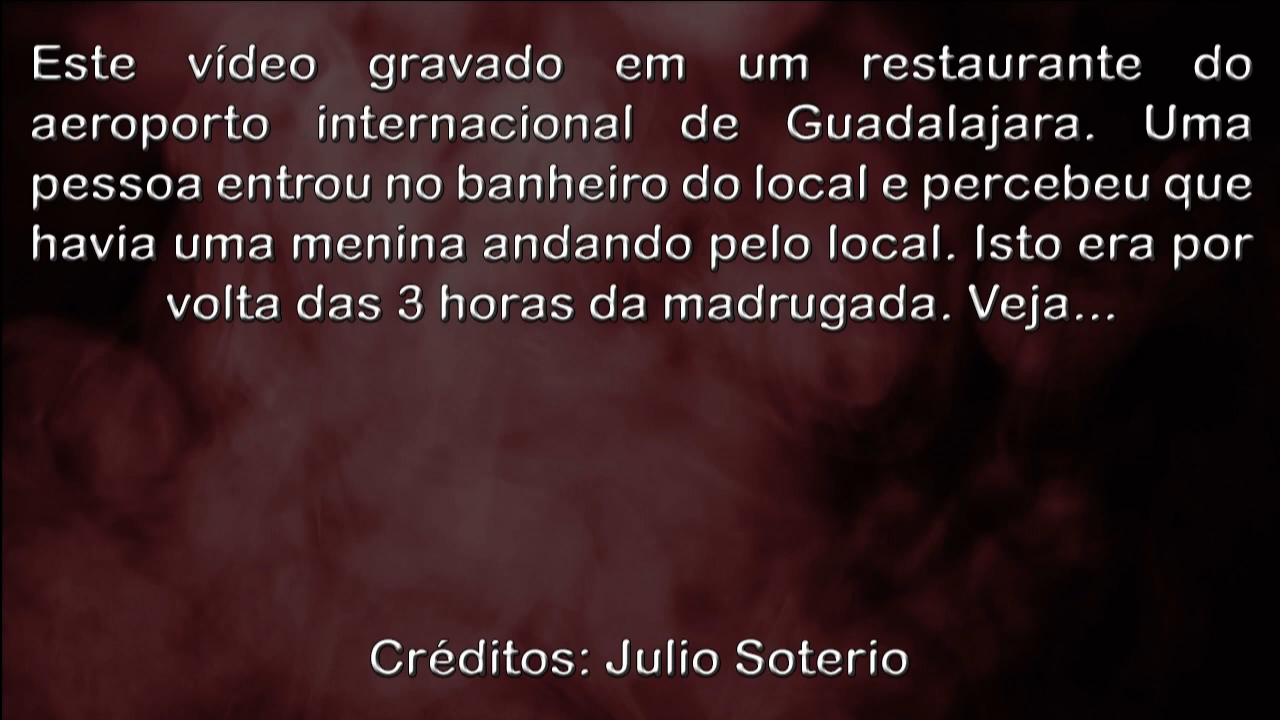 Este vídeo gravado em um restaurante do
aeroporto internacional de Guadalajara. Uma
pessoa entrou no banheiro do local e percebeu que
havia uma menina andando pelo local. Isto era por
volta das 3 horas da madrugada. Veja...
Créditos: Julio Soterio